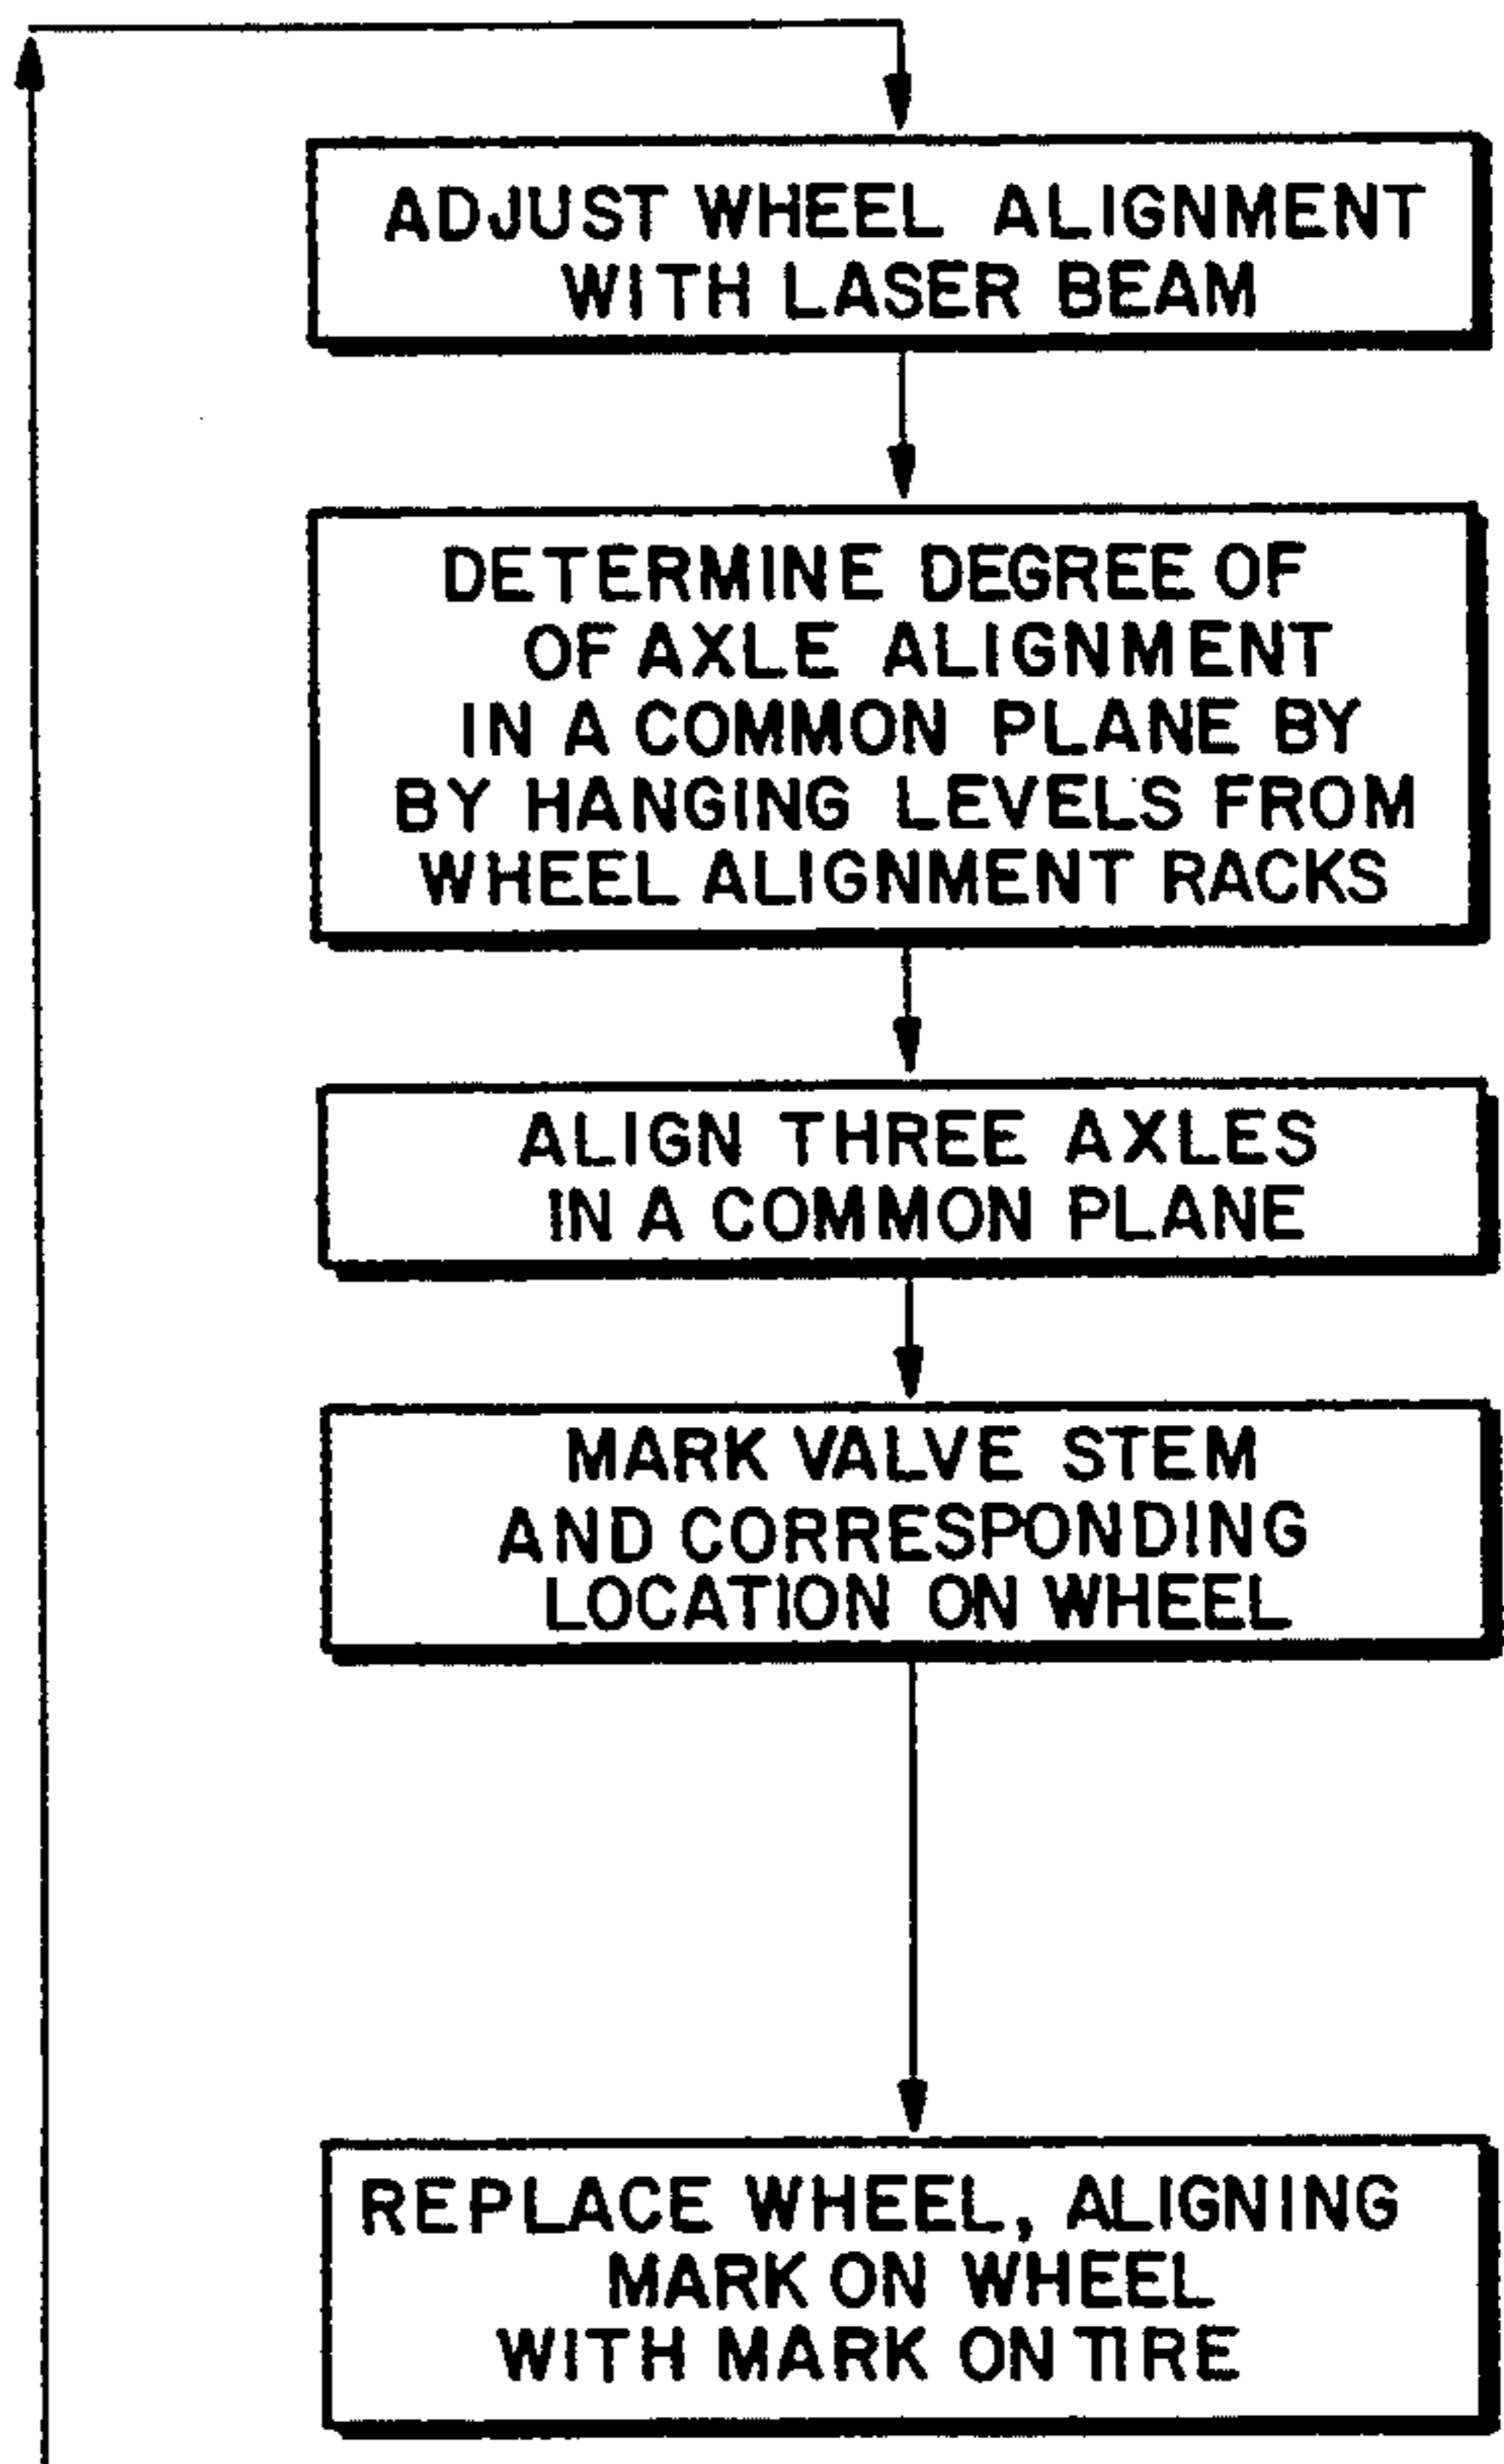 ADJUST WHEEL ALIGNMENT
WITH LASER BEAM
DETERMINE DEGREE OF
OF AXLE ALIGNMENT
IN A COMMON PLANE BY
BY HANGING LEVELS FROM
WHEEL ALIGNMENT RACKS
ALIGN THREE AXLES
IN A COMMON PLANE
MARK VALVE STEM
AND CORRESPONDING
LOCATION ON WHEEL
REPLACE WHEEL, ALIGNING
MARK ON WHEEL
WITH MARK ON TIRE